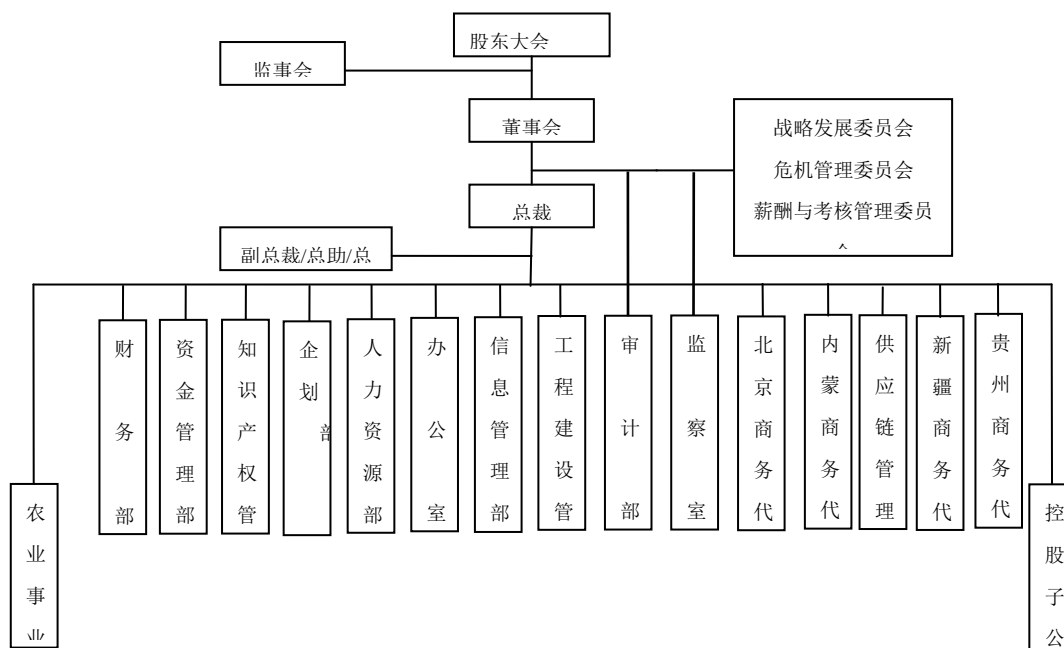 股东大会
监事会
董事会
战略发展委员会
危机管理委员会
薪酬与考核管理委员
总裁
副总裁/总助/总
财务部
资金管理部
知识产权管
企划部
人力资源部
办公室
信息管理部
工程建设管
审计部
监察室
北京商务代
内蒙商务代
供应链管理
新疆商务代
贵州商务代
农业事业
控股子公